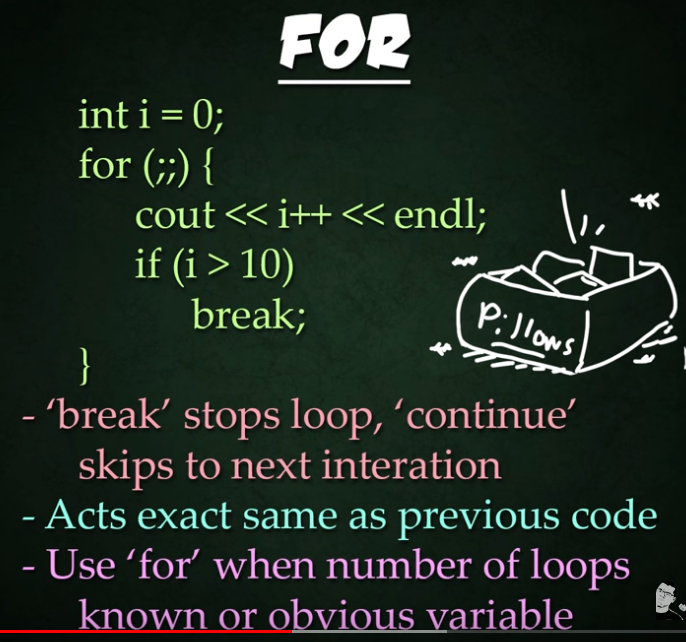 FOR
int i = 0;
for (;;) {
cout << i++ << endl;
if (i > 10)
break;
}
Pillows
- ‘break’ stops loop, ‘continue’
skips to next interation
- Acts exact same as previous code
- Use ‘for’ when number of loops
known or obvious variable